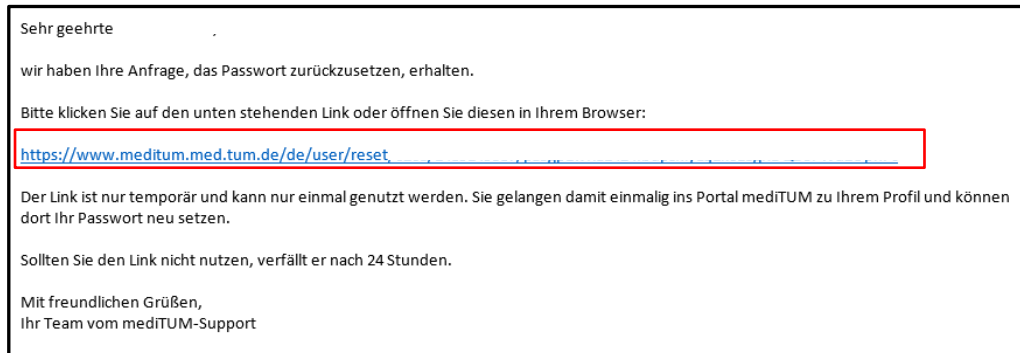 Sehr geehrte ,
wir haben Ihre Anfrage, das Passwort zurückzusetzen, erhalten.
Bitte klicken Sie auf den unten stehenden Link oder öffnen Sie diesen in Ihrem Browser:
https://www.meditum.med.tum.de/de/user/reset
Der Link ist nur temporär und kann nur einmal genutzt werden. Sie gelangen damit einmalig ins Portal mediTUM zu Ihrem Profil und können
dort Ihr Passwort neu setzen.
Sollten Sie den Link nicht nutzen, verfällt er nach 24 Stunden.
Mit freundlichen Grüßen,
Ihr Team vom mediTUM-Support